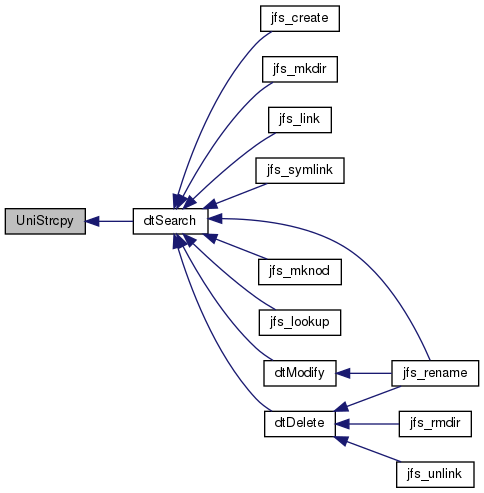 jfs_create
jfs_mkdir
jfs_link
jfs_symlink
UniStrcpy
dtSearch
jfs_mknod
jfs_lookup
dtModify
jfs_rename
dtDelete
jfs_rmdir
jfs_unlink